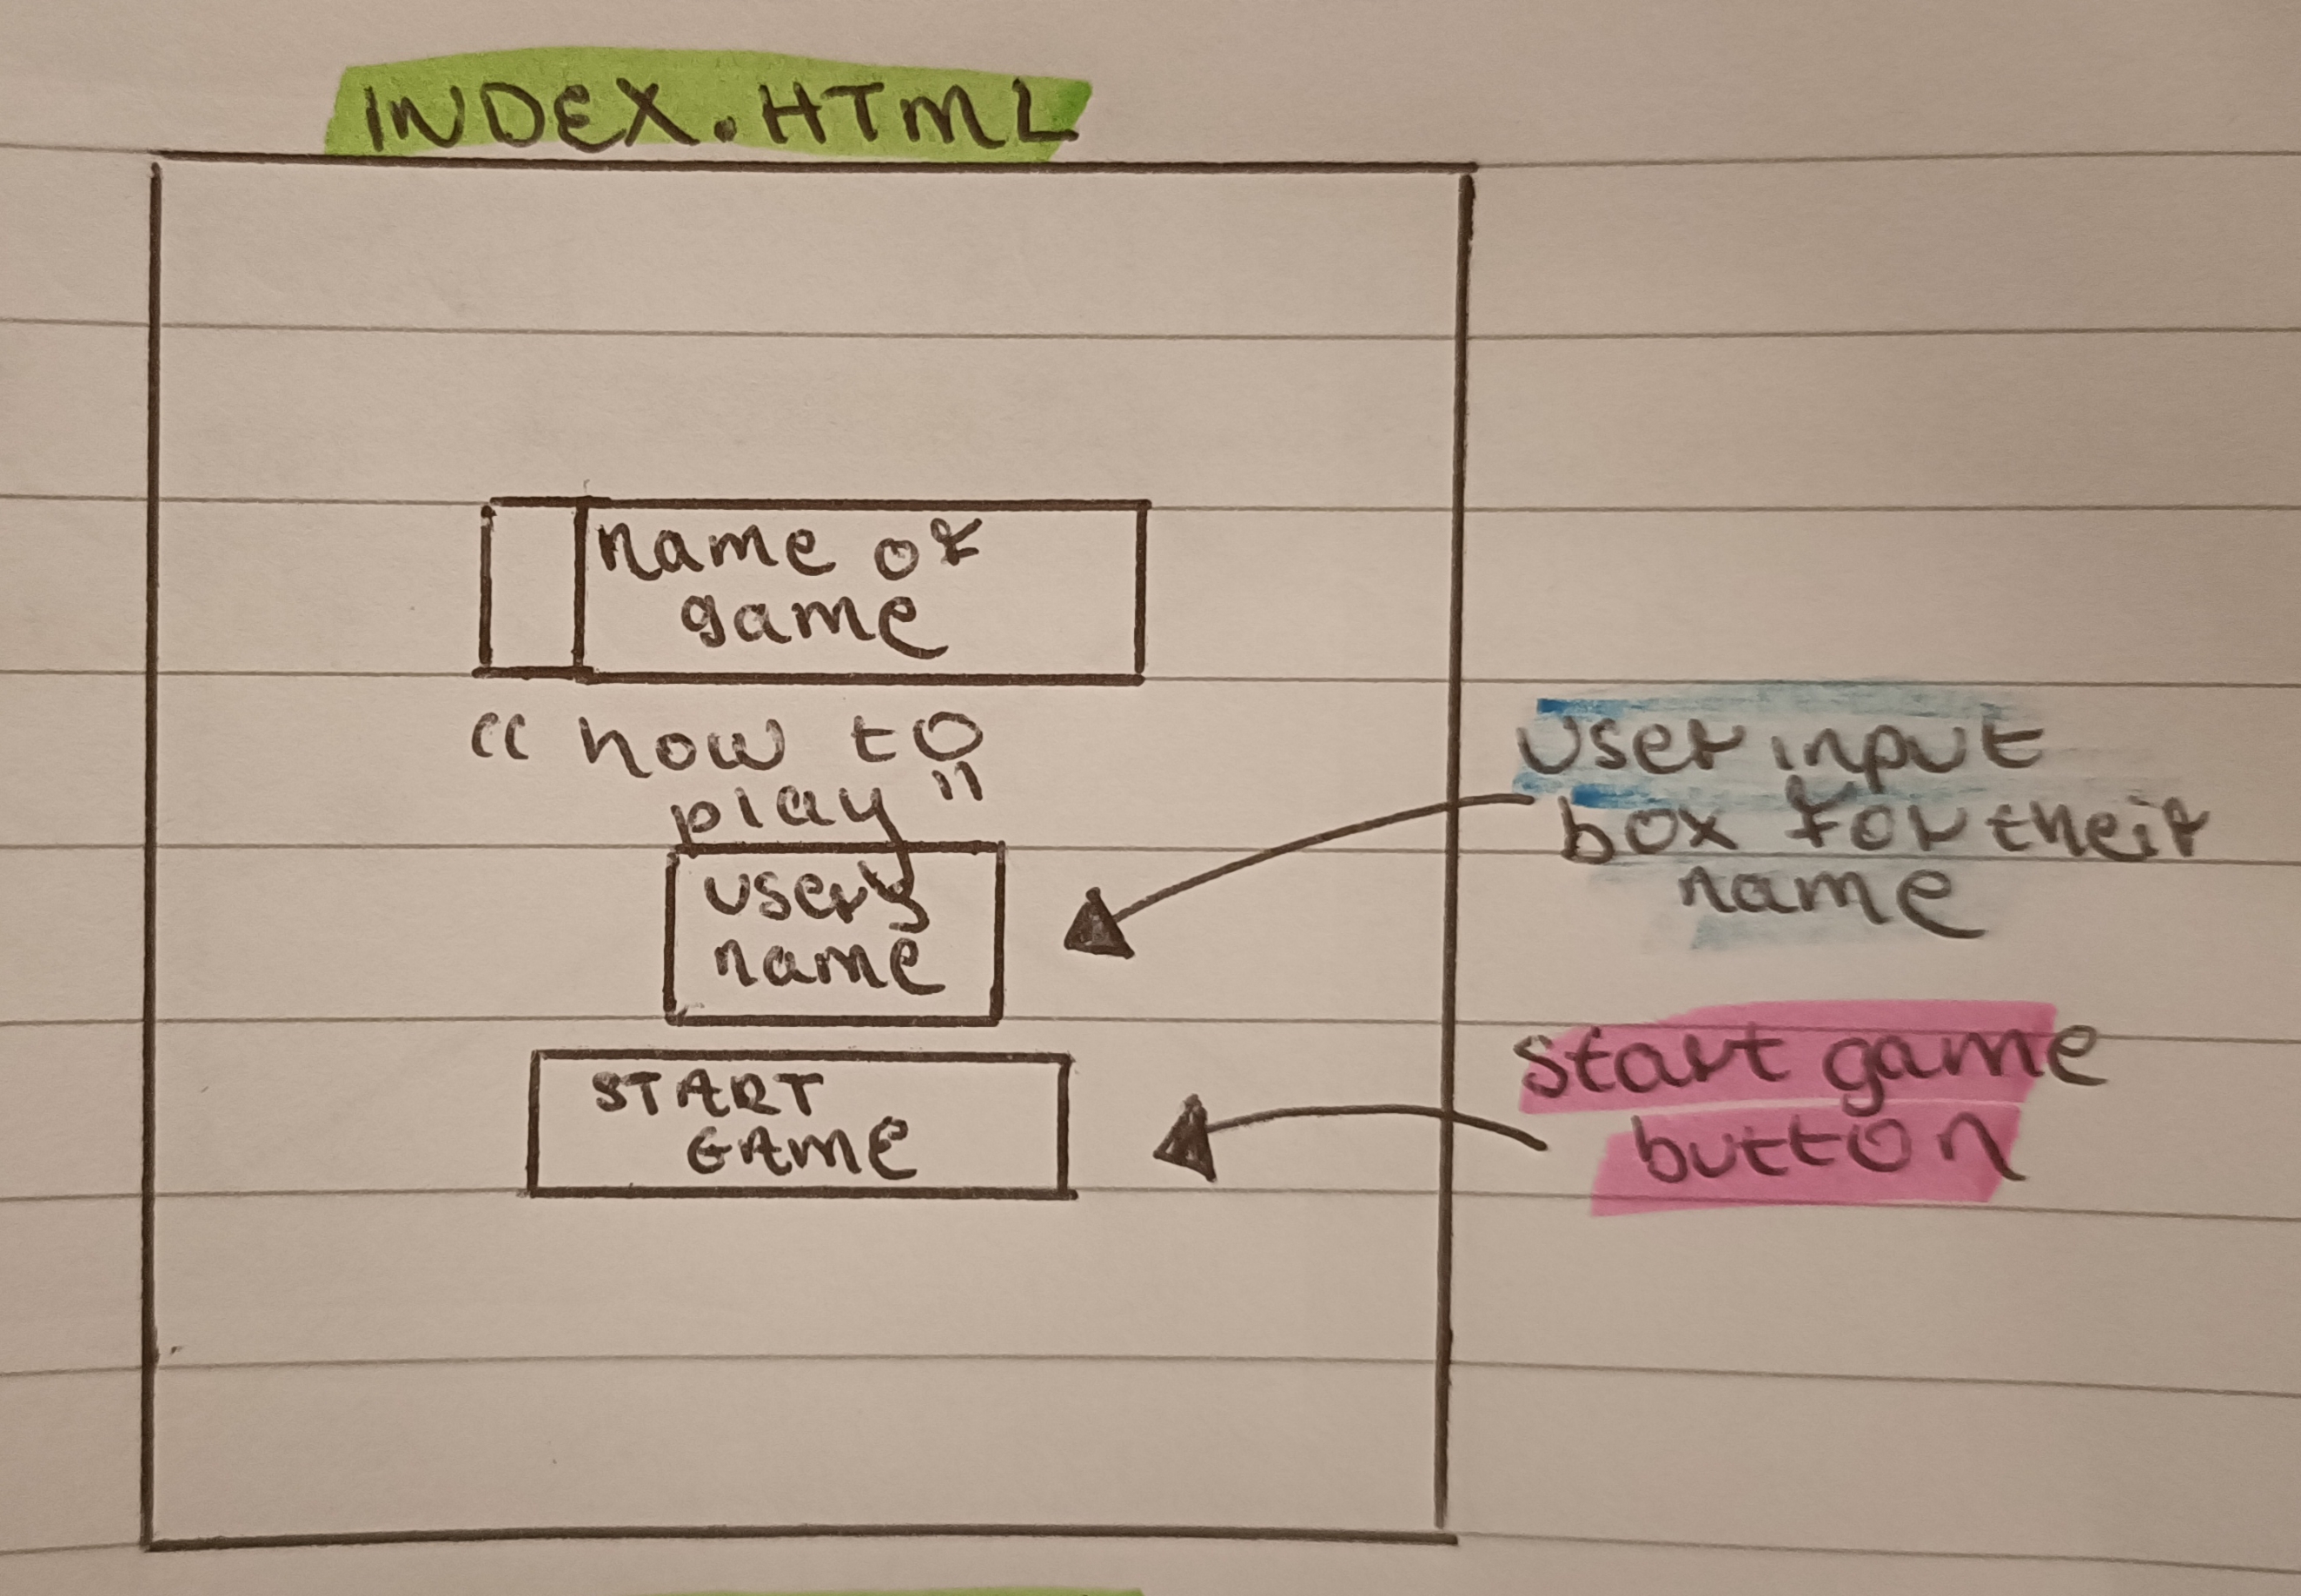 INDEX.HTML
name of
game
"how to
play"
users
name
START
GAME
user input
box for their
name
start game
button